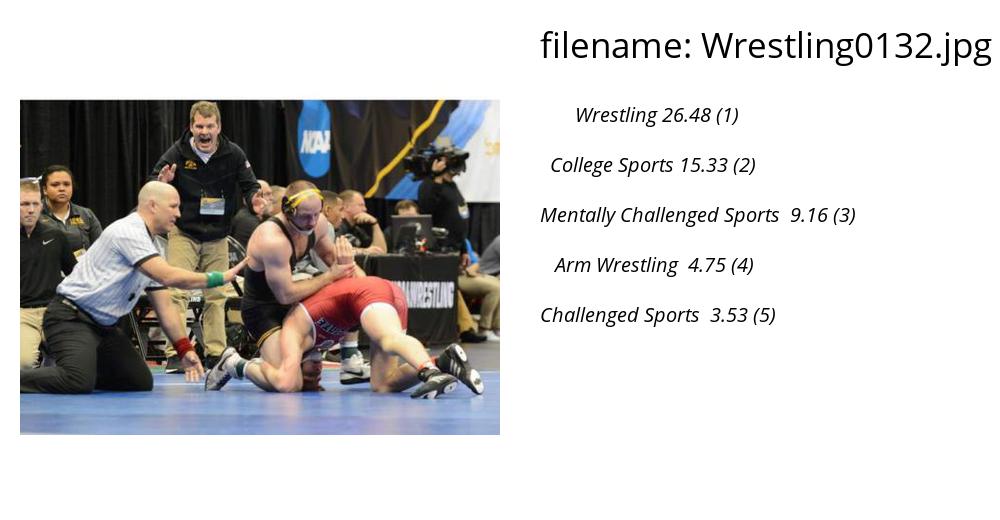 filename: Wrestling0132.jpg
Wrestling 26.48 (1)
College Sports 15.33 (2)
Mentally Challenged Sports 9.16 (3)
Arm Wrestling 4.75 (4)
Challenged Sports 3.53 (5)
NCAA
WRESTLING